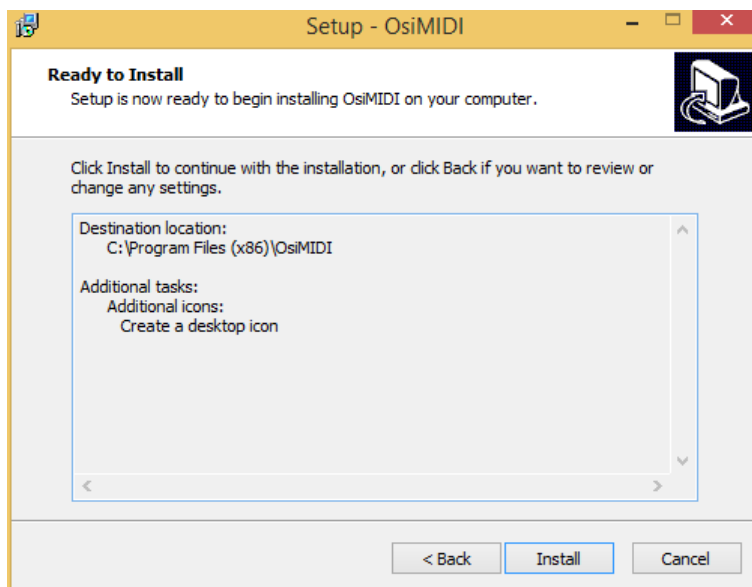 Setup - OsiMIDI
Ready to Install
Setup is now ready to begin installing OsiMIDI on your computer.
Click Install to continue with the installation, or click Back if you want to review or
change any settings.
Destination location:
C:\Program Files (x86)\OsiMIDI
Additional tasks:
Additional icons:
Create a desktop icon
< Back
Install
Cancel